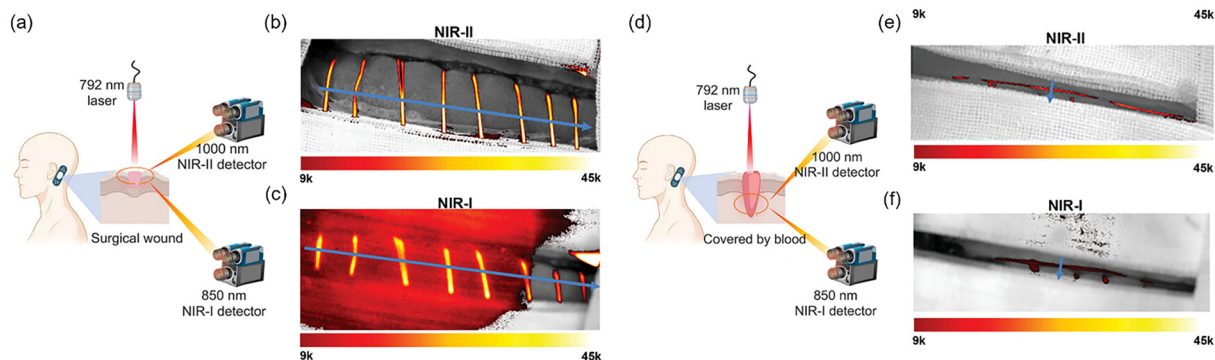 (a)
792 nm
laser
1000 nm
NIR-II detector
Surgical wound
850 nm
NIR-I detector
(b)
NIR-II
9k
45k
(c)
NIR-I
9k
45k
(d)
792 nm
laser
1000 nm
NIR-II detector
Covered by blood
850 nm
NIR-I detector
9k
45k
(e)
NIR-II
(f)
NIR-I
9k
45k